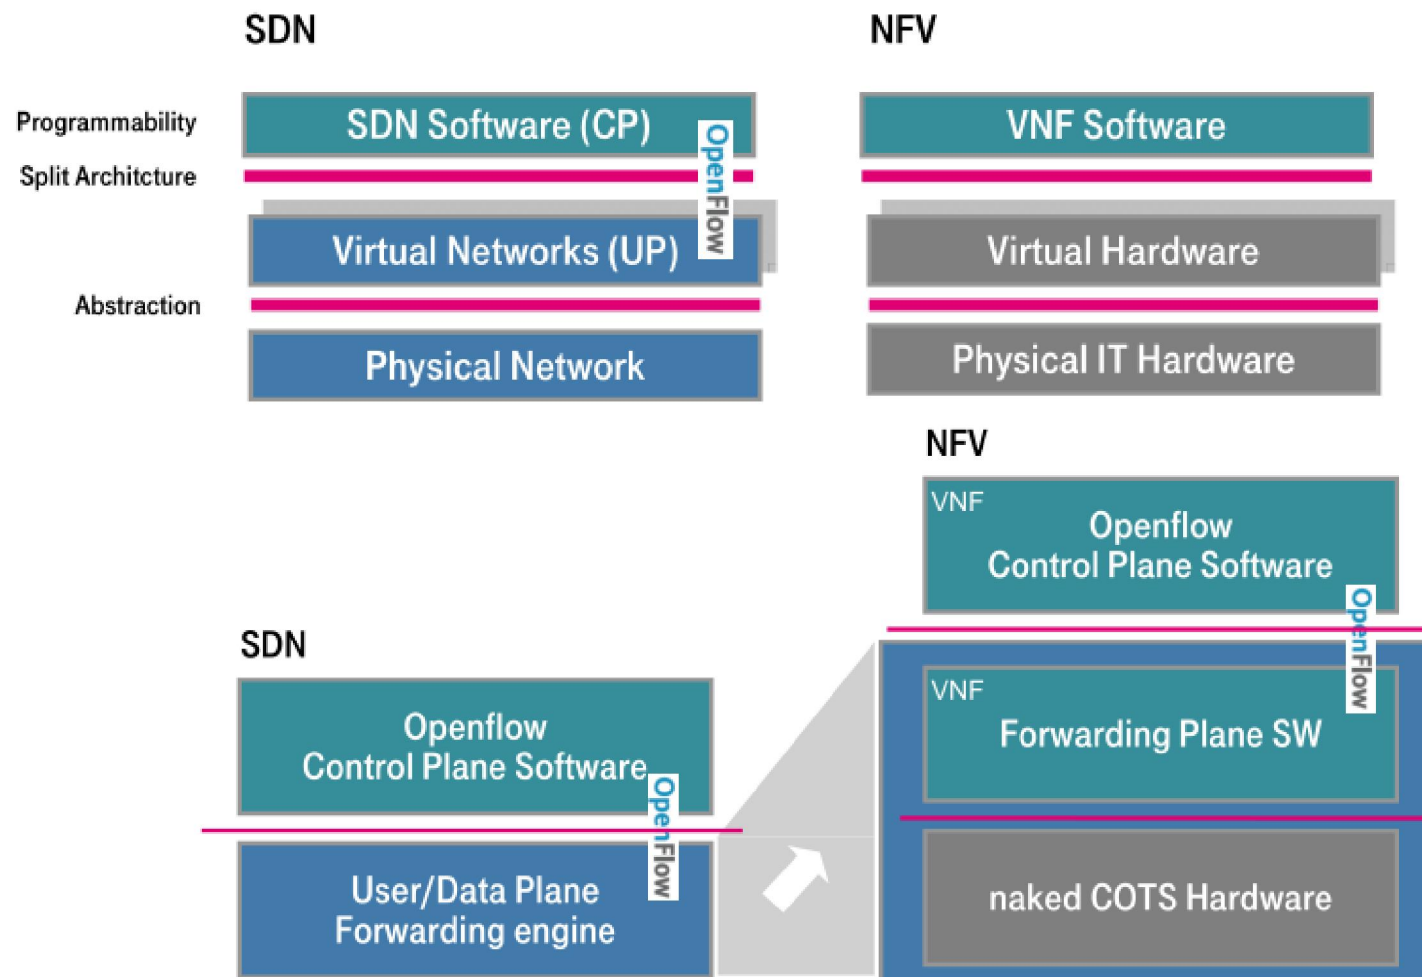 SDN
NFV
Programmability
SDN Software (CP)
VNF Software
Split Architcture
OpenFlow
Virtual Networks (UP)
Virtual Hardware
Abstraction
Physical Network
Physical IT Hardware
NFV
VNF
Openflow
Control Plane Software
OpenFlow
SDN
VNF
Forwarding Plane SW
Openflow
Control Plane Software
OpenFlow
User/Data Plane
Forwarding engine
naked COTS Hardware